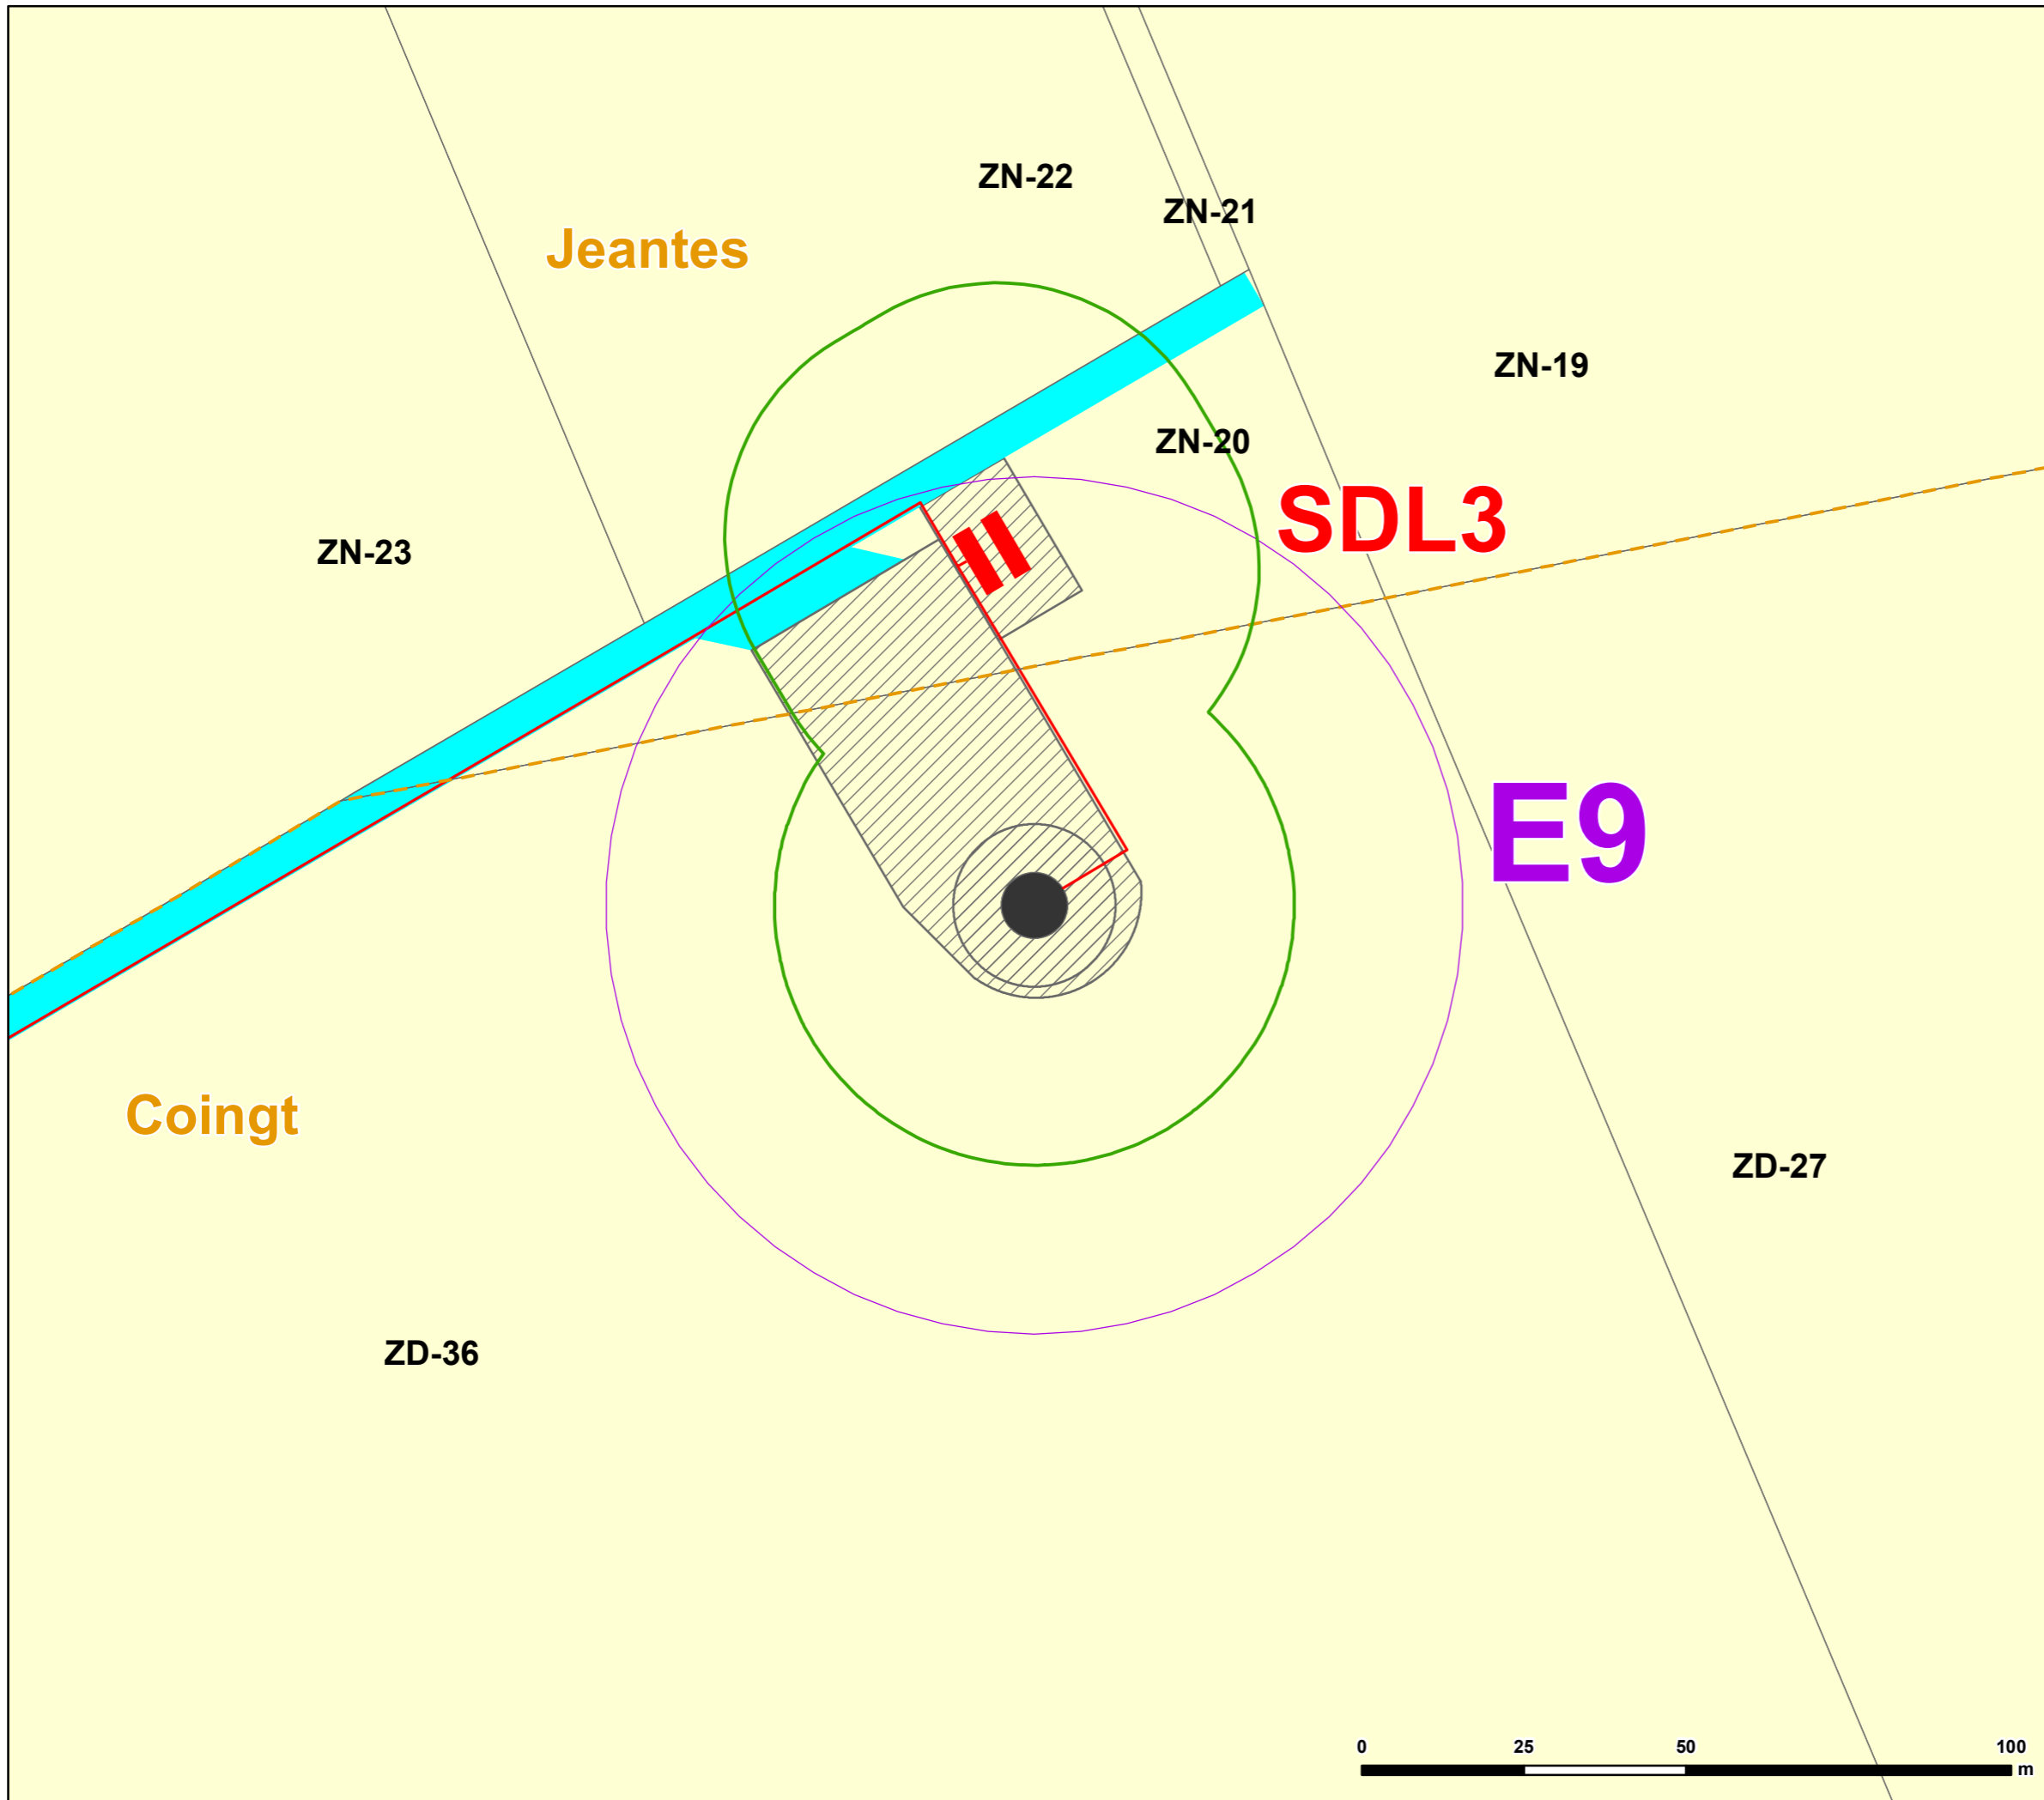 ZN-22
ZN-21
Jeantes
ZN-19
ZN-20
SDL3
ZN-23
E9
Coingt
ZD-27
ZD-36
0 25 50 100
m